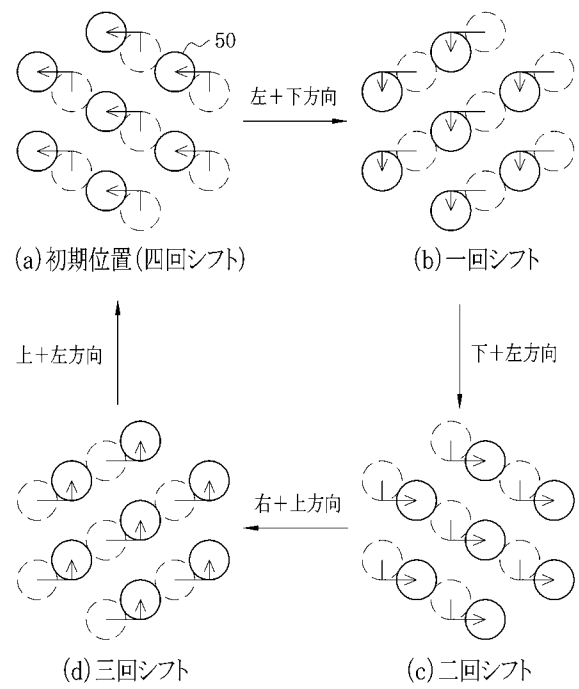 50
左+下方向
(a)初期位置(四回シフト)
(b)一回シフト
上+左方向
下+左方向
右+上方向
(d)三回シフト
(c)二回シフト